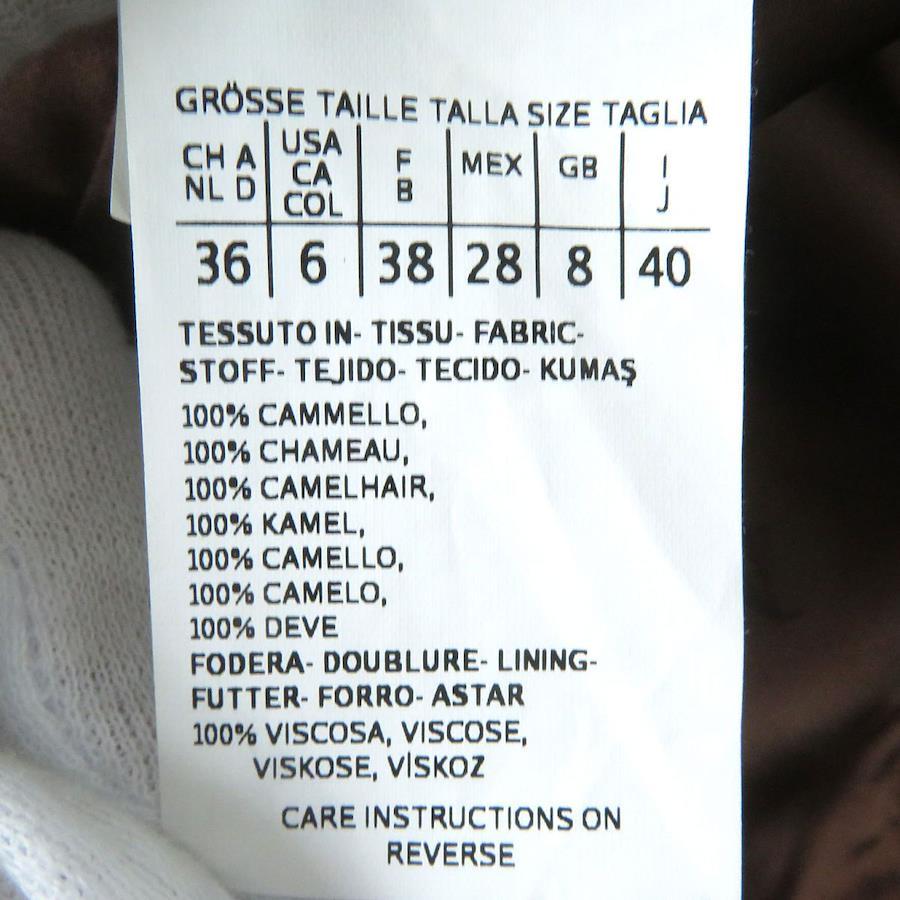 GRÖSSE TAILLE TALLA SIZE TAGLIA
CH A NL D
USA CA COL
F B
MEX
GB
I J
36 6 38 28 8 40
TESSUTO IN- TISSU- FABRIC-
STOFF- TEJIDO- TECIDO- KUMAŞ
100% CAMMELLO,
100% CHAMEAU,
100% CAMELHAIR,
100% KAMEL,
100% CAMELLO,
100% CAMELO,
100% DEVE
FODERA- DOUBLURE- LINING-
FUTTER- FORRO- ASTAR
100% VISCOSA, VISCOSE,
VISKOSE, VİSKOZ
CARE INSTRUCTIONS ON
REVERSE